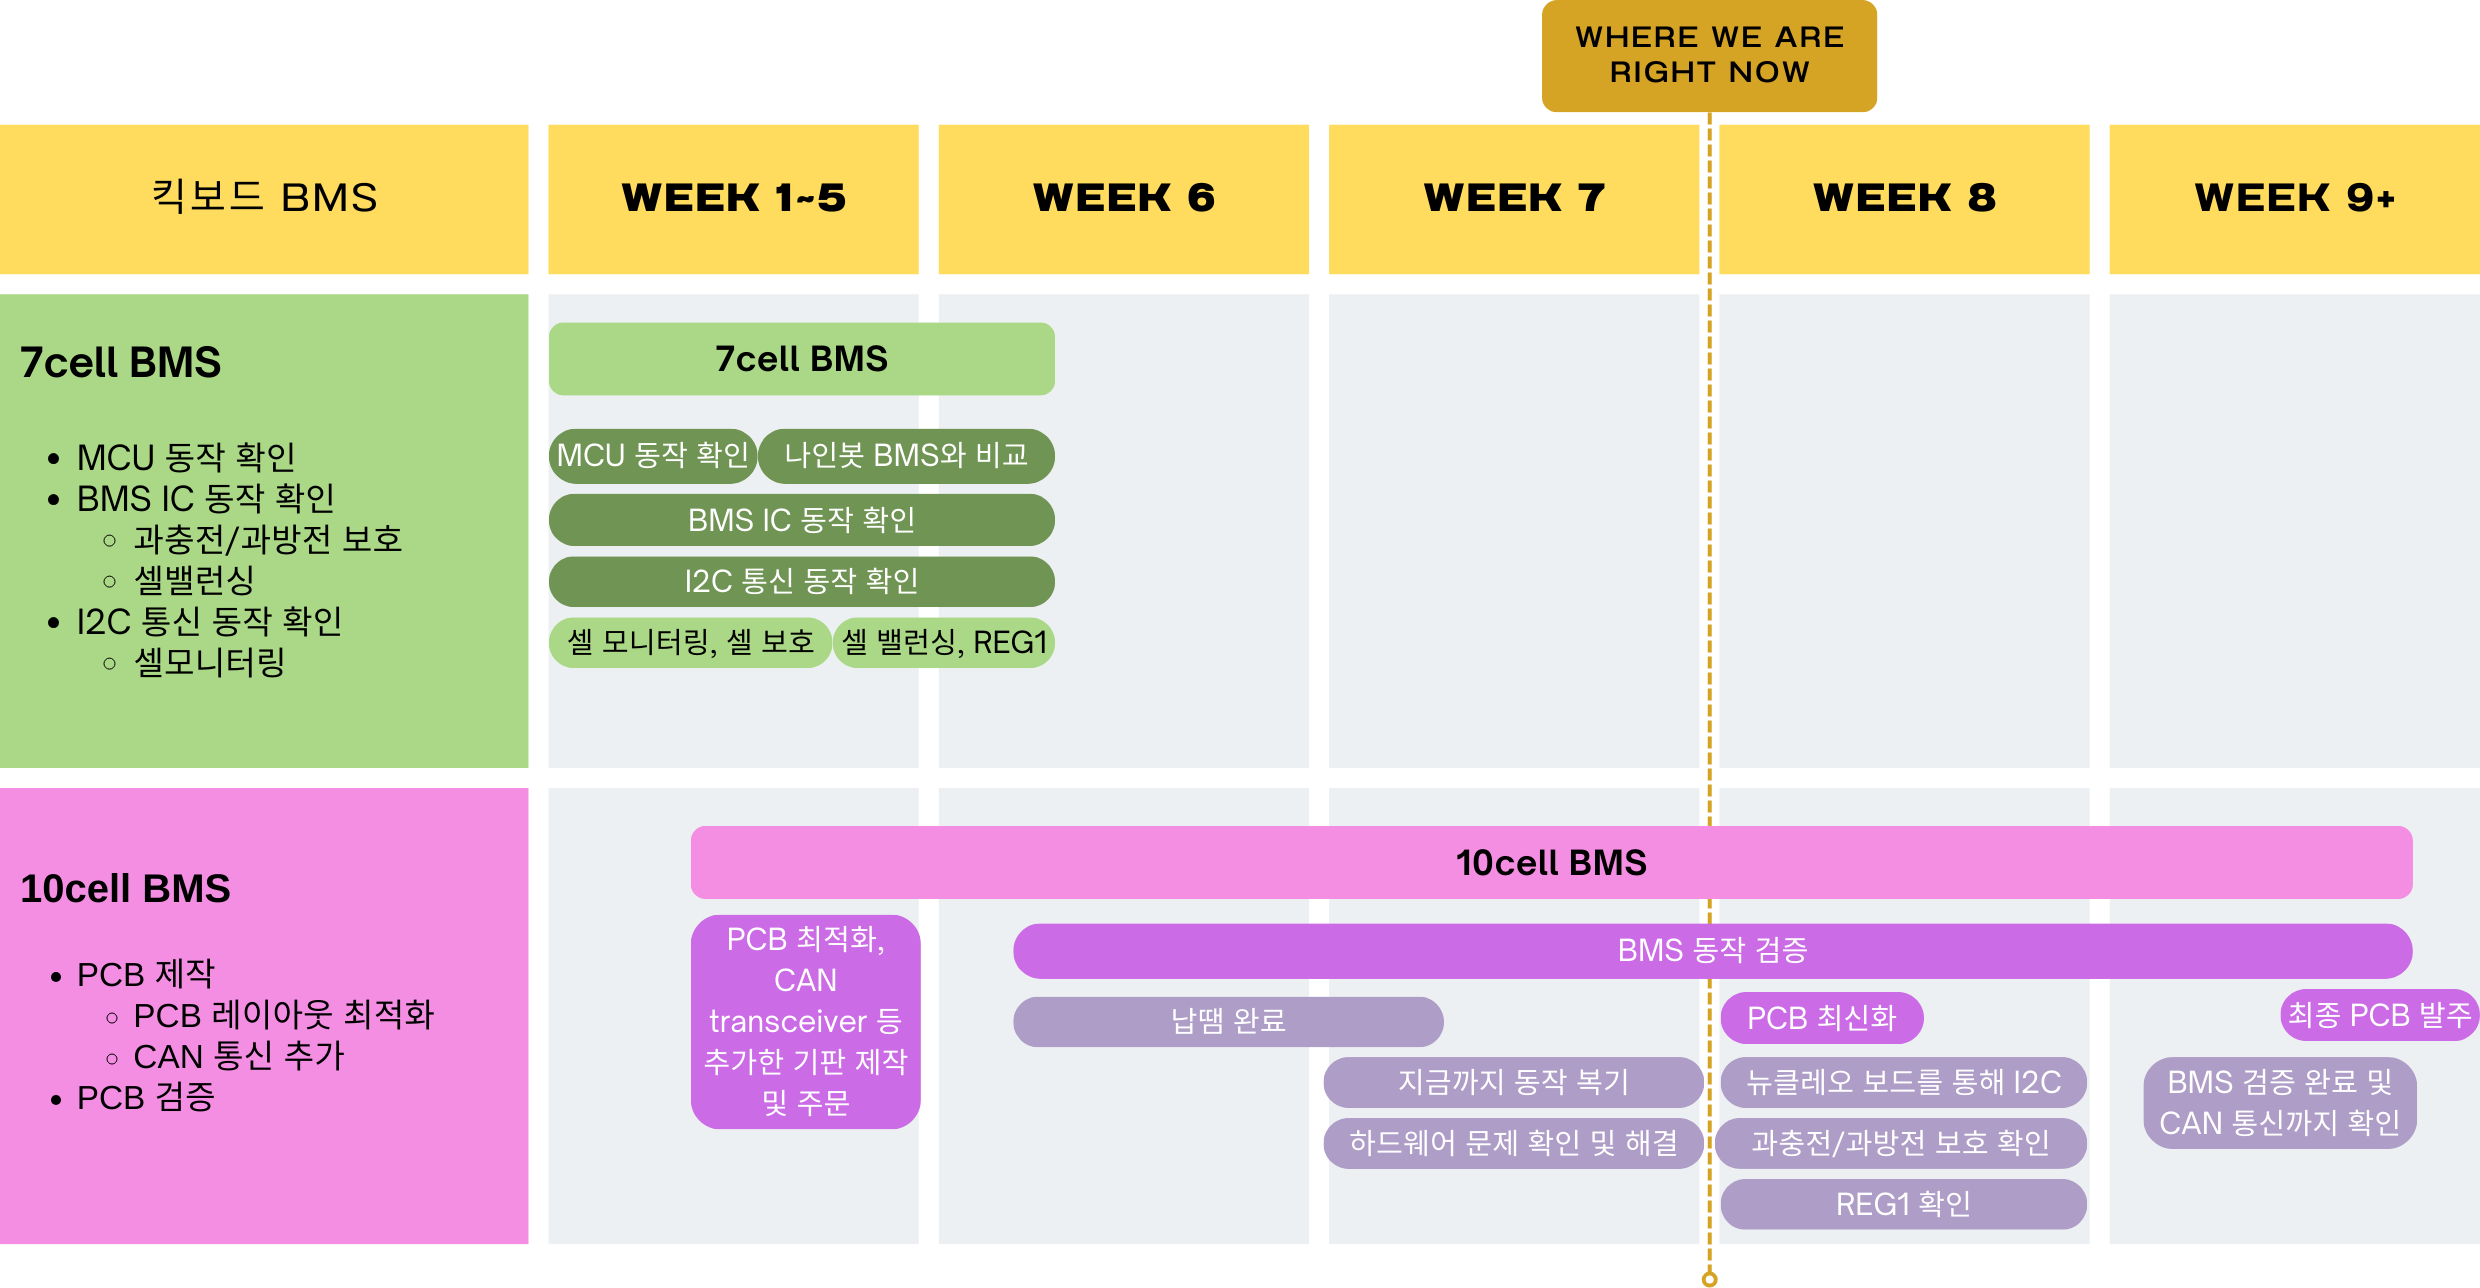 WHERE WE ARE
RIGHT NOW
킥보드 BMS
WEEK 1~5
WEEK 6
WEEK 7
WEEK 8
WEEK 9+
7cell BMS
MCU 동작 확인
BMS IC 동작 확인
과충전/과방전 보호
셀밸런싱
I2C 통신 동작 확인
셀모니터링
7cell BMS
MCU 동작 확인
나인봇 BMS와 비교
BMS IC 동작 확인
I2C 통신 동작 확인
셀 모니터링, 셀 보호
셀 밸런싱, REG1
10cell BMS
PCB 제작
PCB 레이아웃 최적화
CAN 통신 추가
PCB 검증
10cell BMS
PCB 최적화,
CAN
transceiver 등
추가한 기판 제작
및 주문
BMS 동작 검증
납땜 완료
PCB 최신화
최종 PCB 발주
지금까지 동작 복기
뉴클레오 보드를 통해 I2C
하드웨어 문제 확인 및 해결
과충전/과방전 보호 확인
REG1 확인
BMS 검증 완료 및
CAN 통신까지 확인